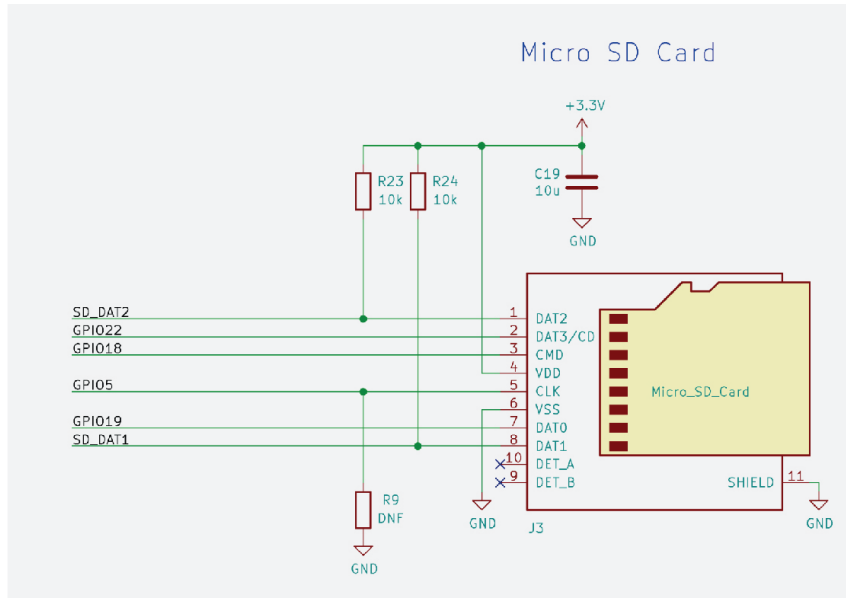 Micro SD Card
+3.3V
R23
10k
R24
10k
C19
10u
GND
SD_DAT2
GPIO22
GPIO18
GPIO5
GPIO19
SD_DAT1
1 DAT2
2 DAT3/CD
3 CMD
4 VDD
5 CLK
6 VSS
7 DAT0
8 DAT1
10 DET_A
9 DET_B
Micro_SD_Card
SHIELD 11
R9
DNF
GND
GND
J3
GND